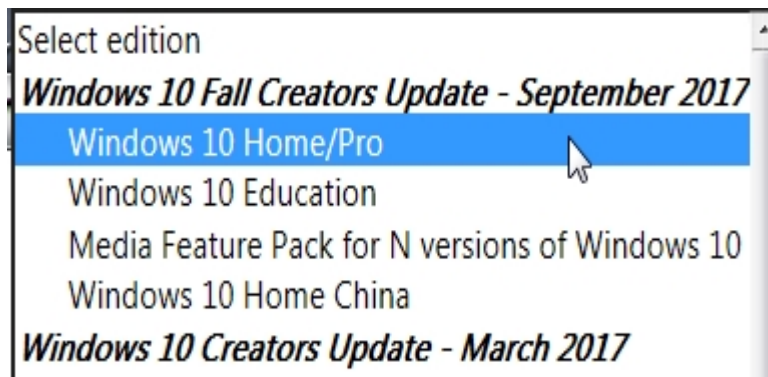 Select edition
Windows 10 Fall Creators Update - September 2017
Windows 10 Home/Pro
Windows 10 Education
Media Feature Pack for N versions of Windows 10
Windows 10 Home China
Windows 10 Creators Update - March 2017